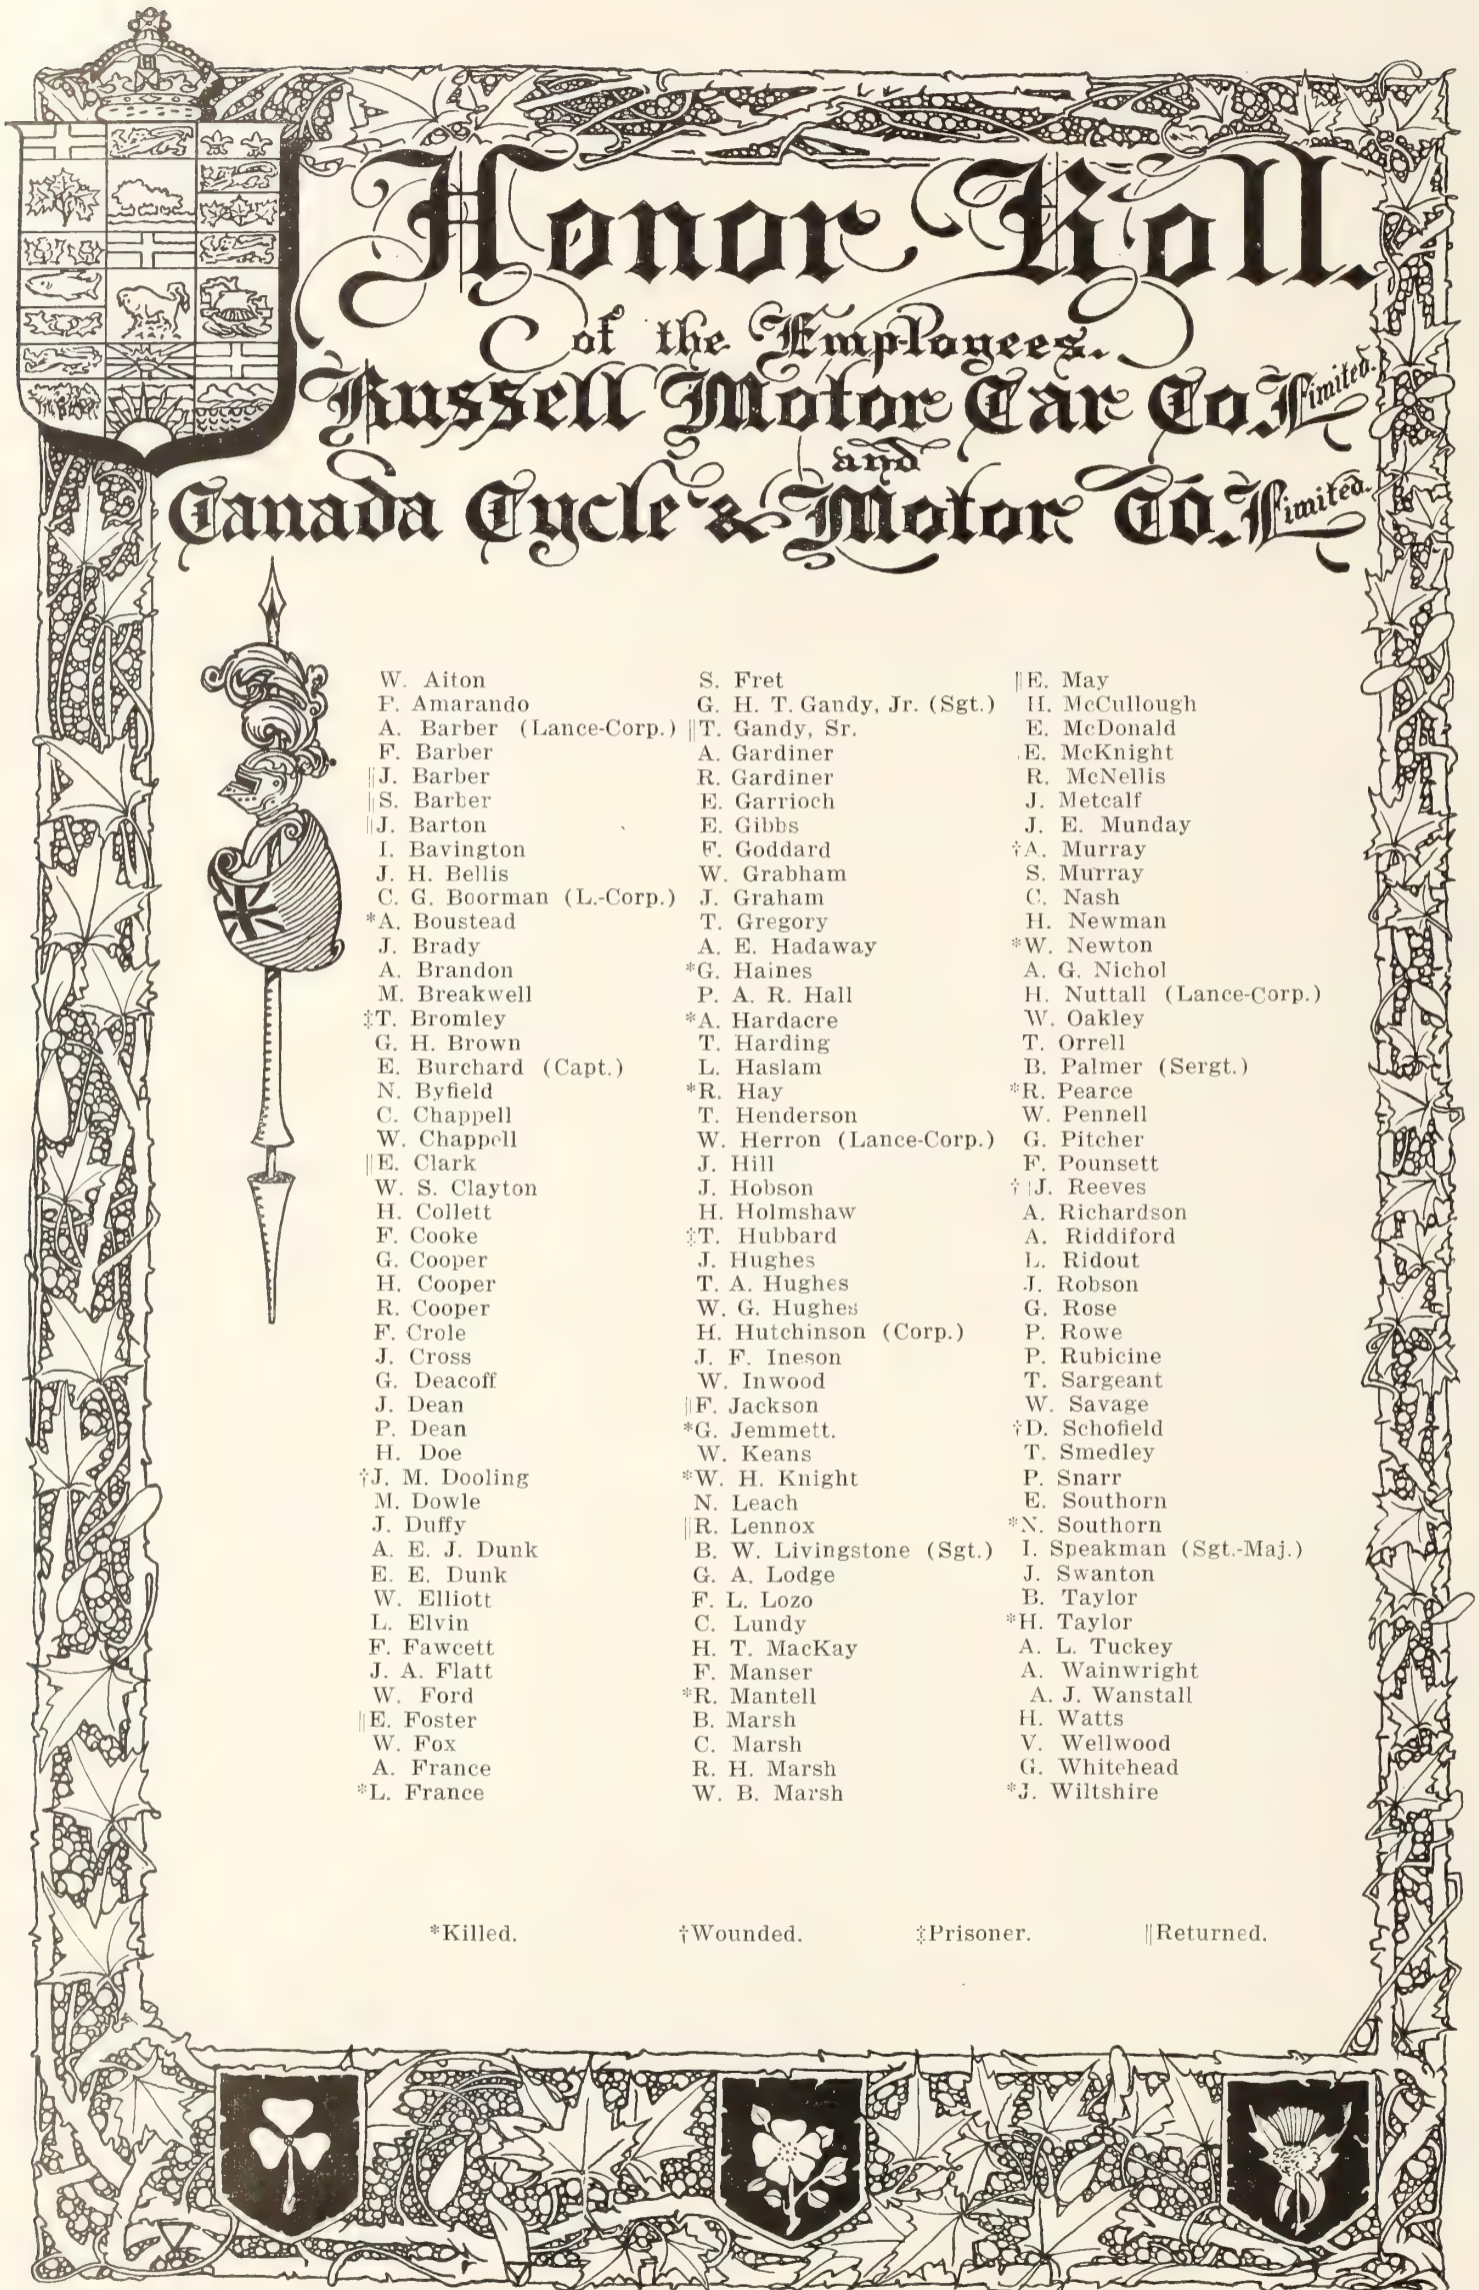 Honor Roll.
of the Employees.
Russell Motor Car Co. Limited.
and
Canada Cycle & Motor Co. Limited.
W. Aiton
P. Amarando
A. Barber (Lance-Corp.)
F. Barber
||J. Barber
||S. Barber
||J. Barton
I. Bavington
J. H. Bellis
C. G. Boorman (L.-Corp.)
*A. Boustead
J. Brady
A. Brandon
M. Breakwell
‡T. Bromley
G. H. Brown
E. Burchard (Capt.)
N. Byfield
C. Chappell
W. Chappell
||E. Clark
W. S. Clayton
H. Collett
F. Cooke
G. Cooper
H. Cooper
R. Cooper
F. Crole
J. Cross
G. Deacoff
J. Dean
P. Dean
H. Doe
†J. M. Dooling
M. Dowle
J. Duffy
A. E. J. Dunk
E. E. Dunk
W. Elliott
L. Elvin
F. Fawcett
J. A. Flatt
W. Ford
||E. Foster
W. Fox
A. France
*L. France
S. Fret
G. H. T. Gandy, Jr. (Sgt.)
||T. Gandy, Sr.
A. Gardiner
R. Gardiner
E. Garrioch
E. Gibbs
F. Goddard
W. Grabham
J. Graham
T. Gregory
A. E. Hadaway
*G. Haines
P. A. R. Hall
*A. Hardacre
T. Harding
L. Haslam
*R. Hay
T. Henderson
W. Herron (Lance-Corp.)
J. Hill
J. Hobson
H. Holmshaw
‡T. Hubbard
J. Hughes
T. A. Hughes
W. G. Hughes
H. Hutchinson (Corp.)
J. F. Ineson
W. Inwood
||F. Jackson
*G. Jemmett.
W. Keans
*W. H. Knight
N. Leach
||R. Lennox
B. W. Livingstone (Sgt.)
G. A. Lodge
F. L. Lozo
C. Lundy
H. T. MacKay
F. Manser
*R. Mantell
B. Marsh
C. Marsh
R. H. Marsh
W. B. Marsh
||E. May
H. McCullough
E. McDonald
E. McKnight
R. McNellis
J. Metcalf
J. E. Munday
†A. Murray
S. Murray
C. Nash
H. Newman
*W. Newton
A. G. Nichol
H. Nuttall (Lance-Corp.)
W. Oakley
T. Orrell
B. Palmer (Sergt.)
*R. Pearce
W. Pennell
G. Pitcher
F. Pounsett
†||J. Reeves
A. Richardson
A. Riddiford
L. Ridout
J. Robson
G. Rose
P. Rowe
P. Rubicine
T. Sargeant
W. Savage
†D. Schofield
T. Smedley
P. Snarr
E. Southorn
*N. Southorn
I. Speakman (Sgt.-Maj.)
J. Swanton
B. Taylor
*H. Taylor
A. L. Tuckey
A. Wainwright
A. J. Wanstall
H. Watts
V. Wellwood
G. Whitehead
*J. Wiltshire
*Killed. †Wounded. ‡Prisoner. ||Returned.